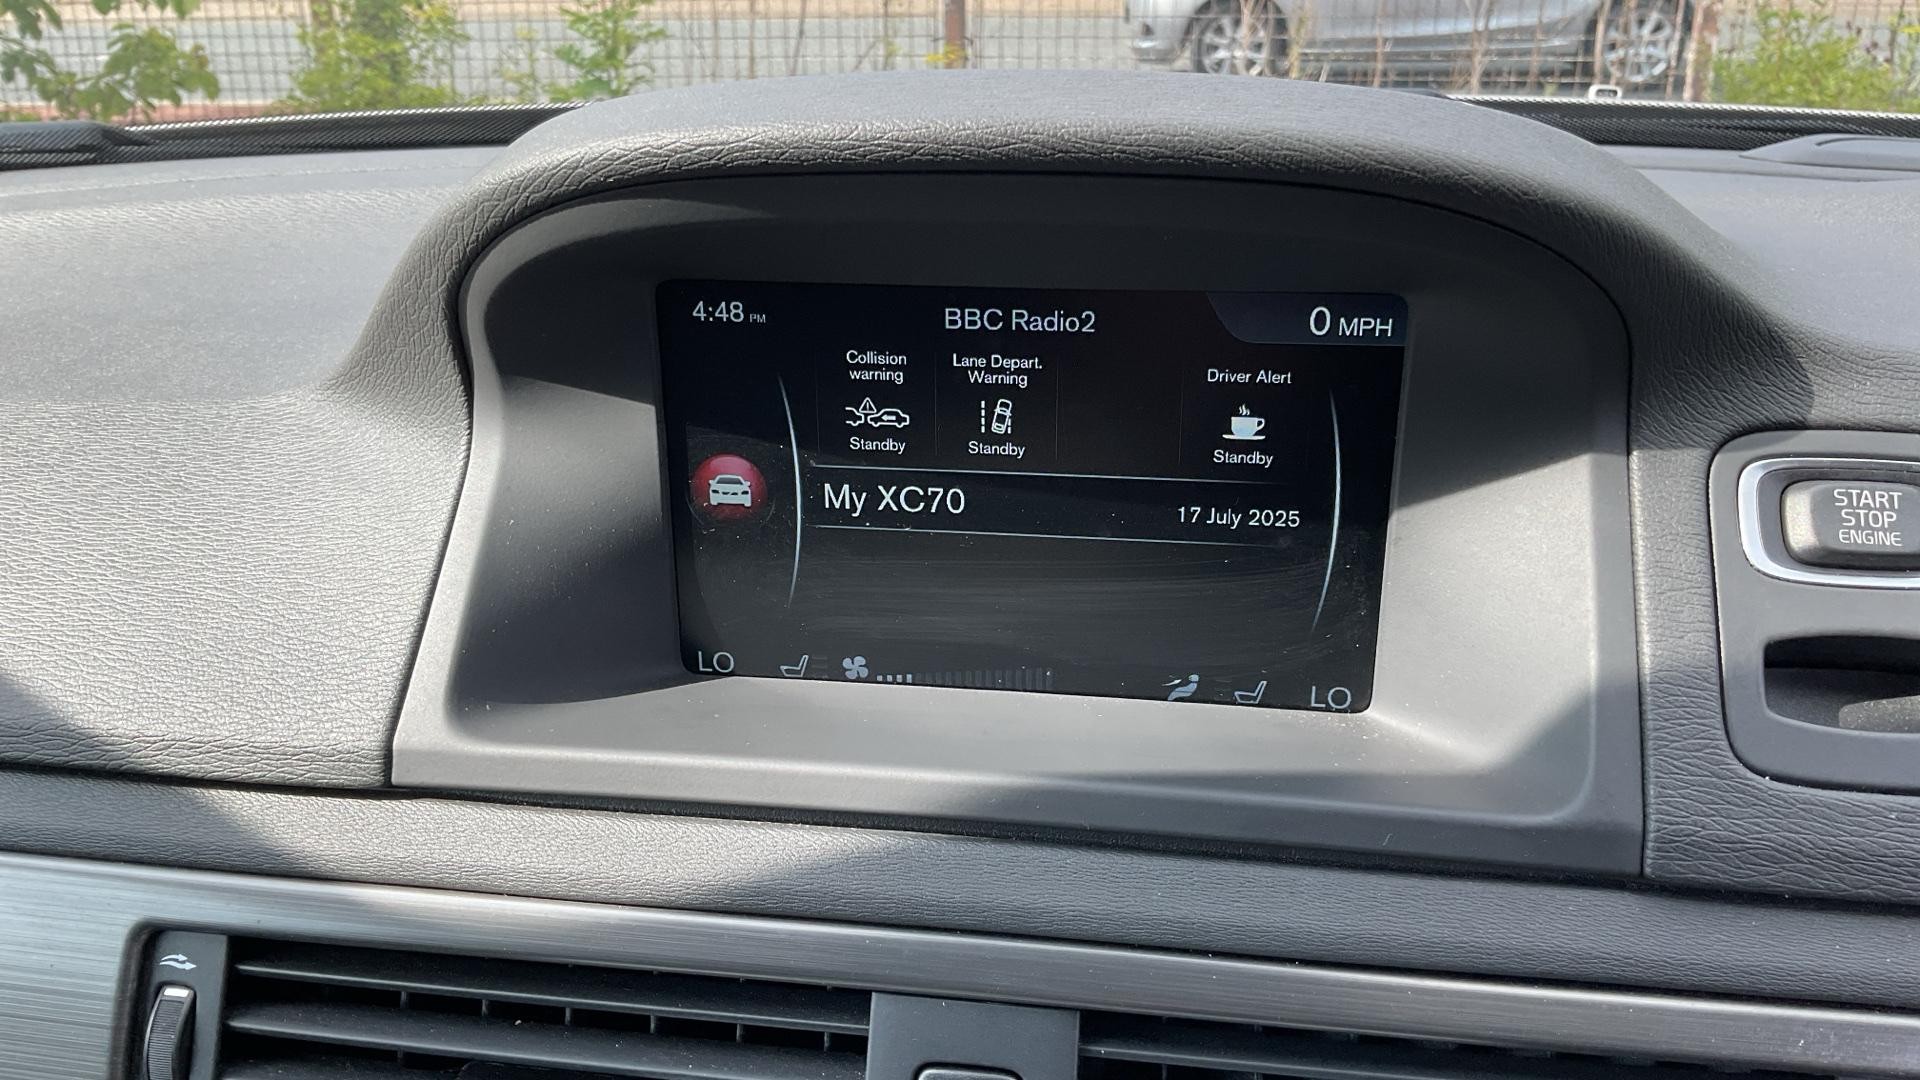 4:48 PM
BBC Radio2
0 MPH
Collision
warning
Standby
Lane Depart.
Warning
Standby
Driver Alert
Standby
My XC70
17 July 2025
LO
LO
START
STOP
ENGINE